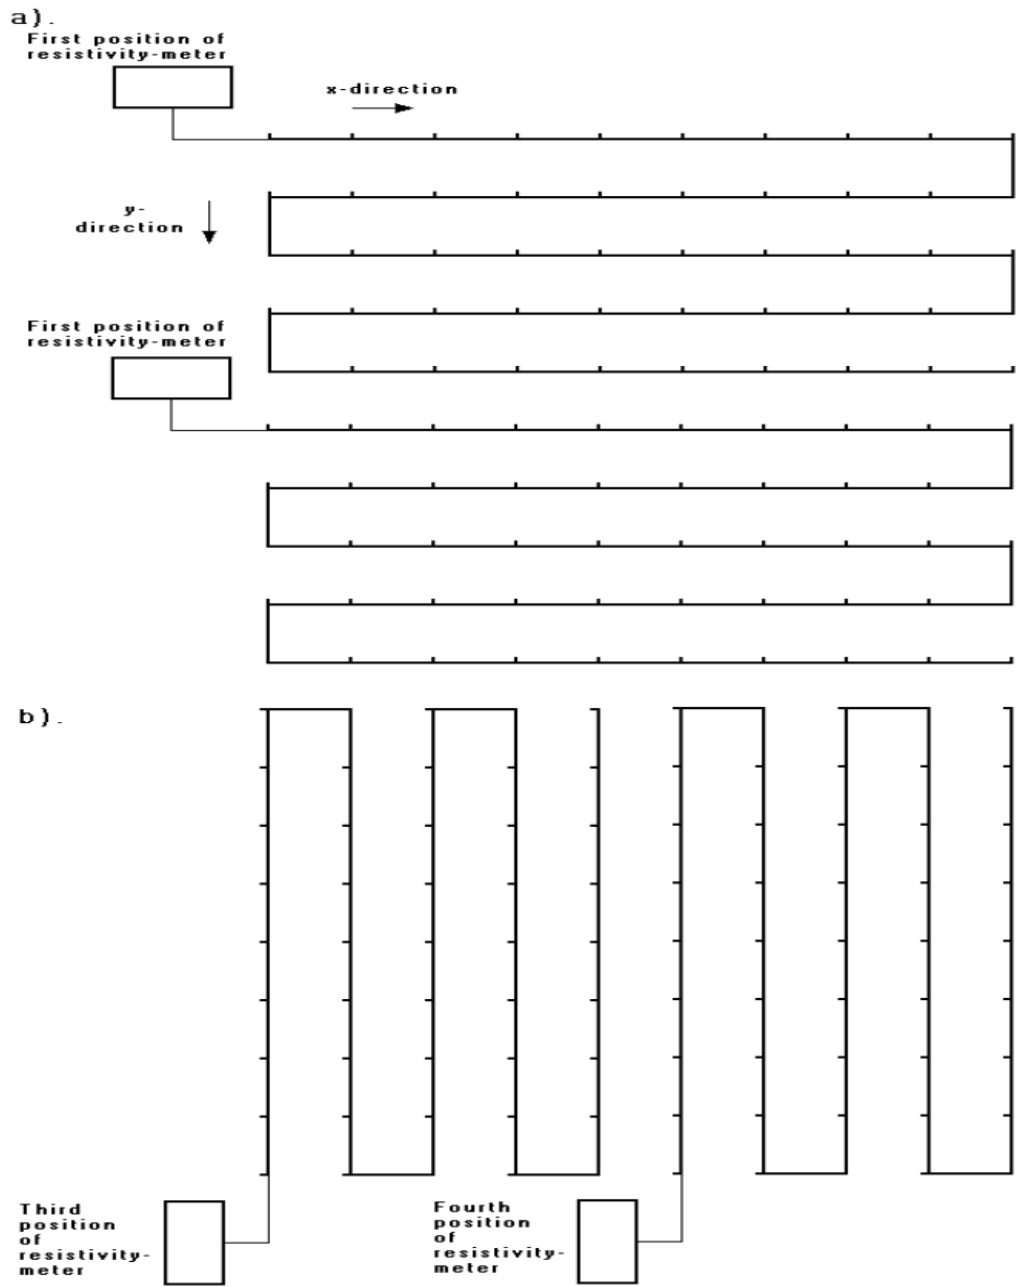 a).
First position of
resistivity-meter
x-direction
y-
direction
First position of
resistivity-meter
b).
Third
position
of
resistivity-
meter
Fourth
position
of
resistivity-
meter